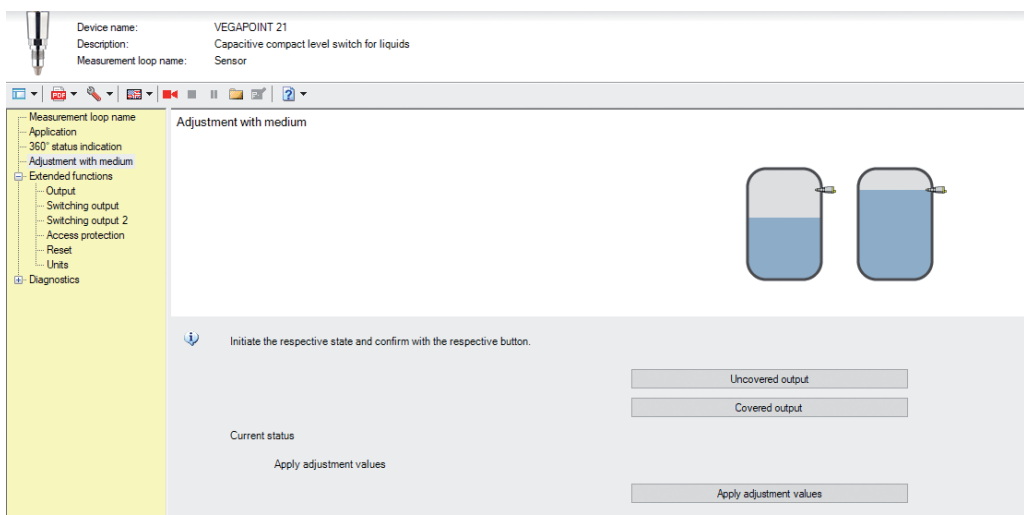 Device name: VEGAPOINT 21
Description: Capacitive compact level switch for liquids
Measurement loop name: Sensor
PDF
Measurement loop name
Application
360° status indication
Adjustment with medium
Extended functions
Output
Switching output
Switching output 2
Access protection
Reset
Units
Diagnostics
Adjustment with medium
Initiate the respective state and confirm with the respective button.
Uncovered output
Covered output
Current status
Apply adjustment values
Apply adjustment values